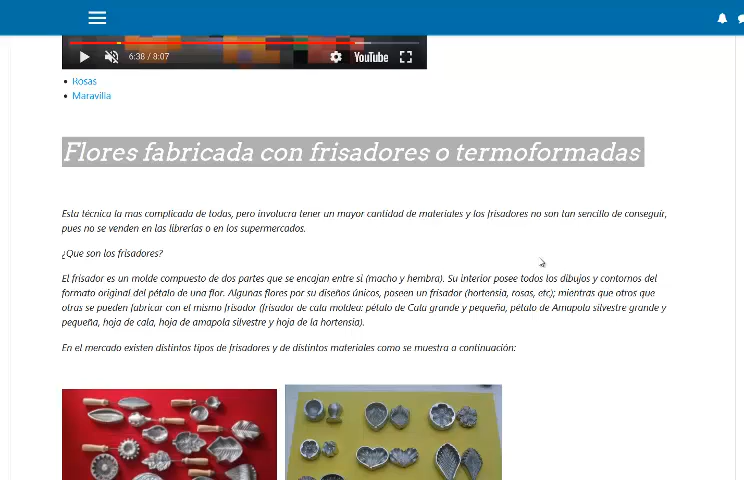 6:38 / 8:07
YouTube
Rosas
Maravilla
Flores fabricada con frisadores o termoformadas
Esta técnica la mas complicada de todas, pero involucra tener un mayor cantidad de materiales y los frisadores no son tan sencillo de conseguir,
pues no se venden en las librerías o en los supermercados.
¿Que son los frisadores?
El frisador es un molde compuesto de dos partes que se encajan entre sí (macho y hembra). Su interior posee todos los dibujos y contornos del
formato original del pétalo de una flor. Algunas flores por su diseños únicos, poseen un frisador (hortensia, rosas, etc); mientras que otros que
otras se pueden fabricar con el mismo frisador (frisador de cala moldea: pétalo de Cala grande y pequeño, pétalo de Amapola silvestre grande y
pequeña, hoja de cala, hoja de amapola silvestre y hoja de la hortensia).
En el mercado existen distintos tipos de frisadores y de distintos materiales como se muestra a continuación: